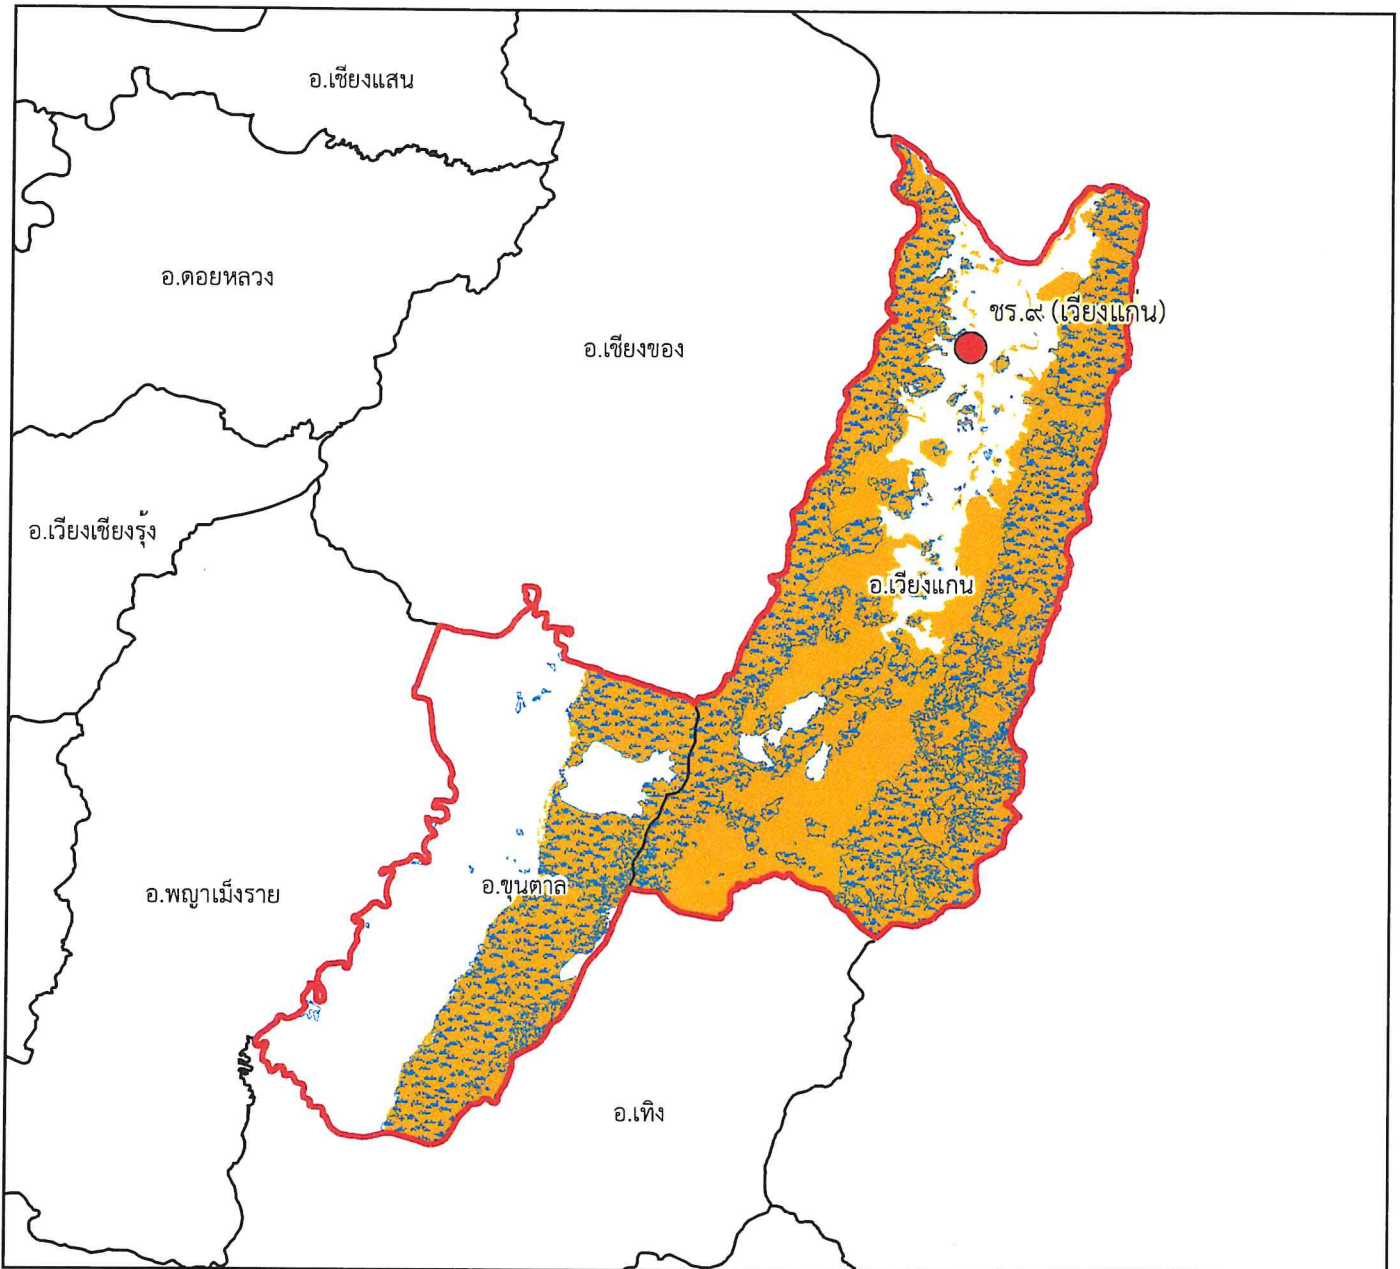 อ.เชียงแสน
อ.ดอยหลวง
ชร.๙ (เวียงแก่น)
อ.เชียงของ
อ.เวียงเชียงรุ้ง
อ.เวียงแก่น
อ.ขุนตาล
อ.พญาเม็งราย
อ.เทิง